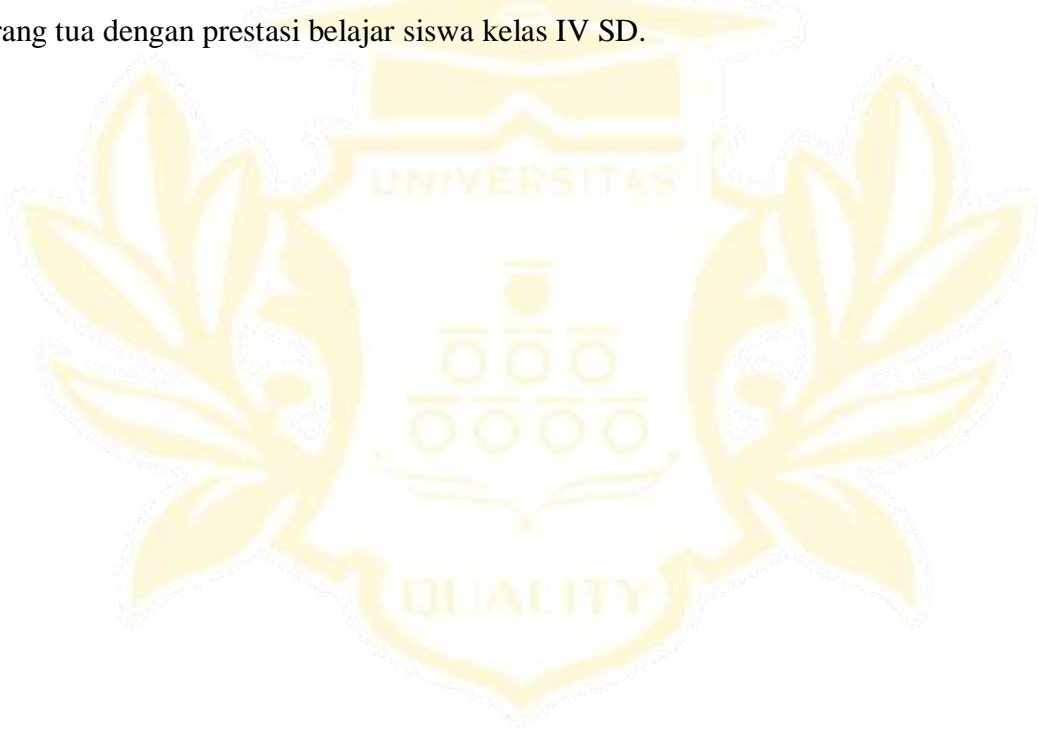 rang tua dengan prestasi belajar siswa kelas IV SD.
UNIVERSITAS
QUALITY